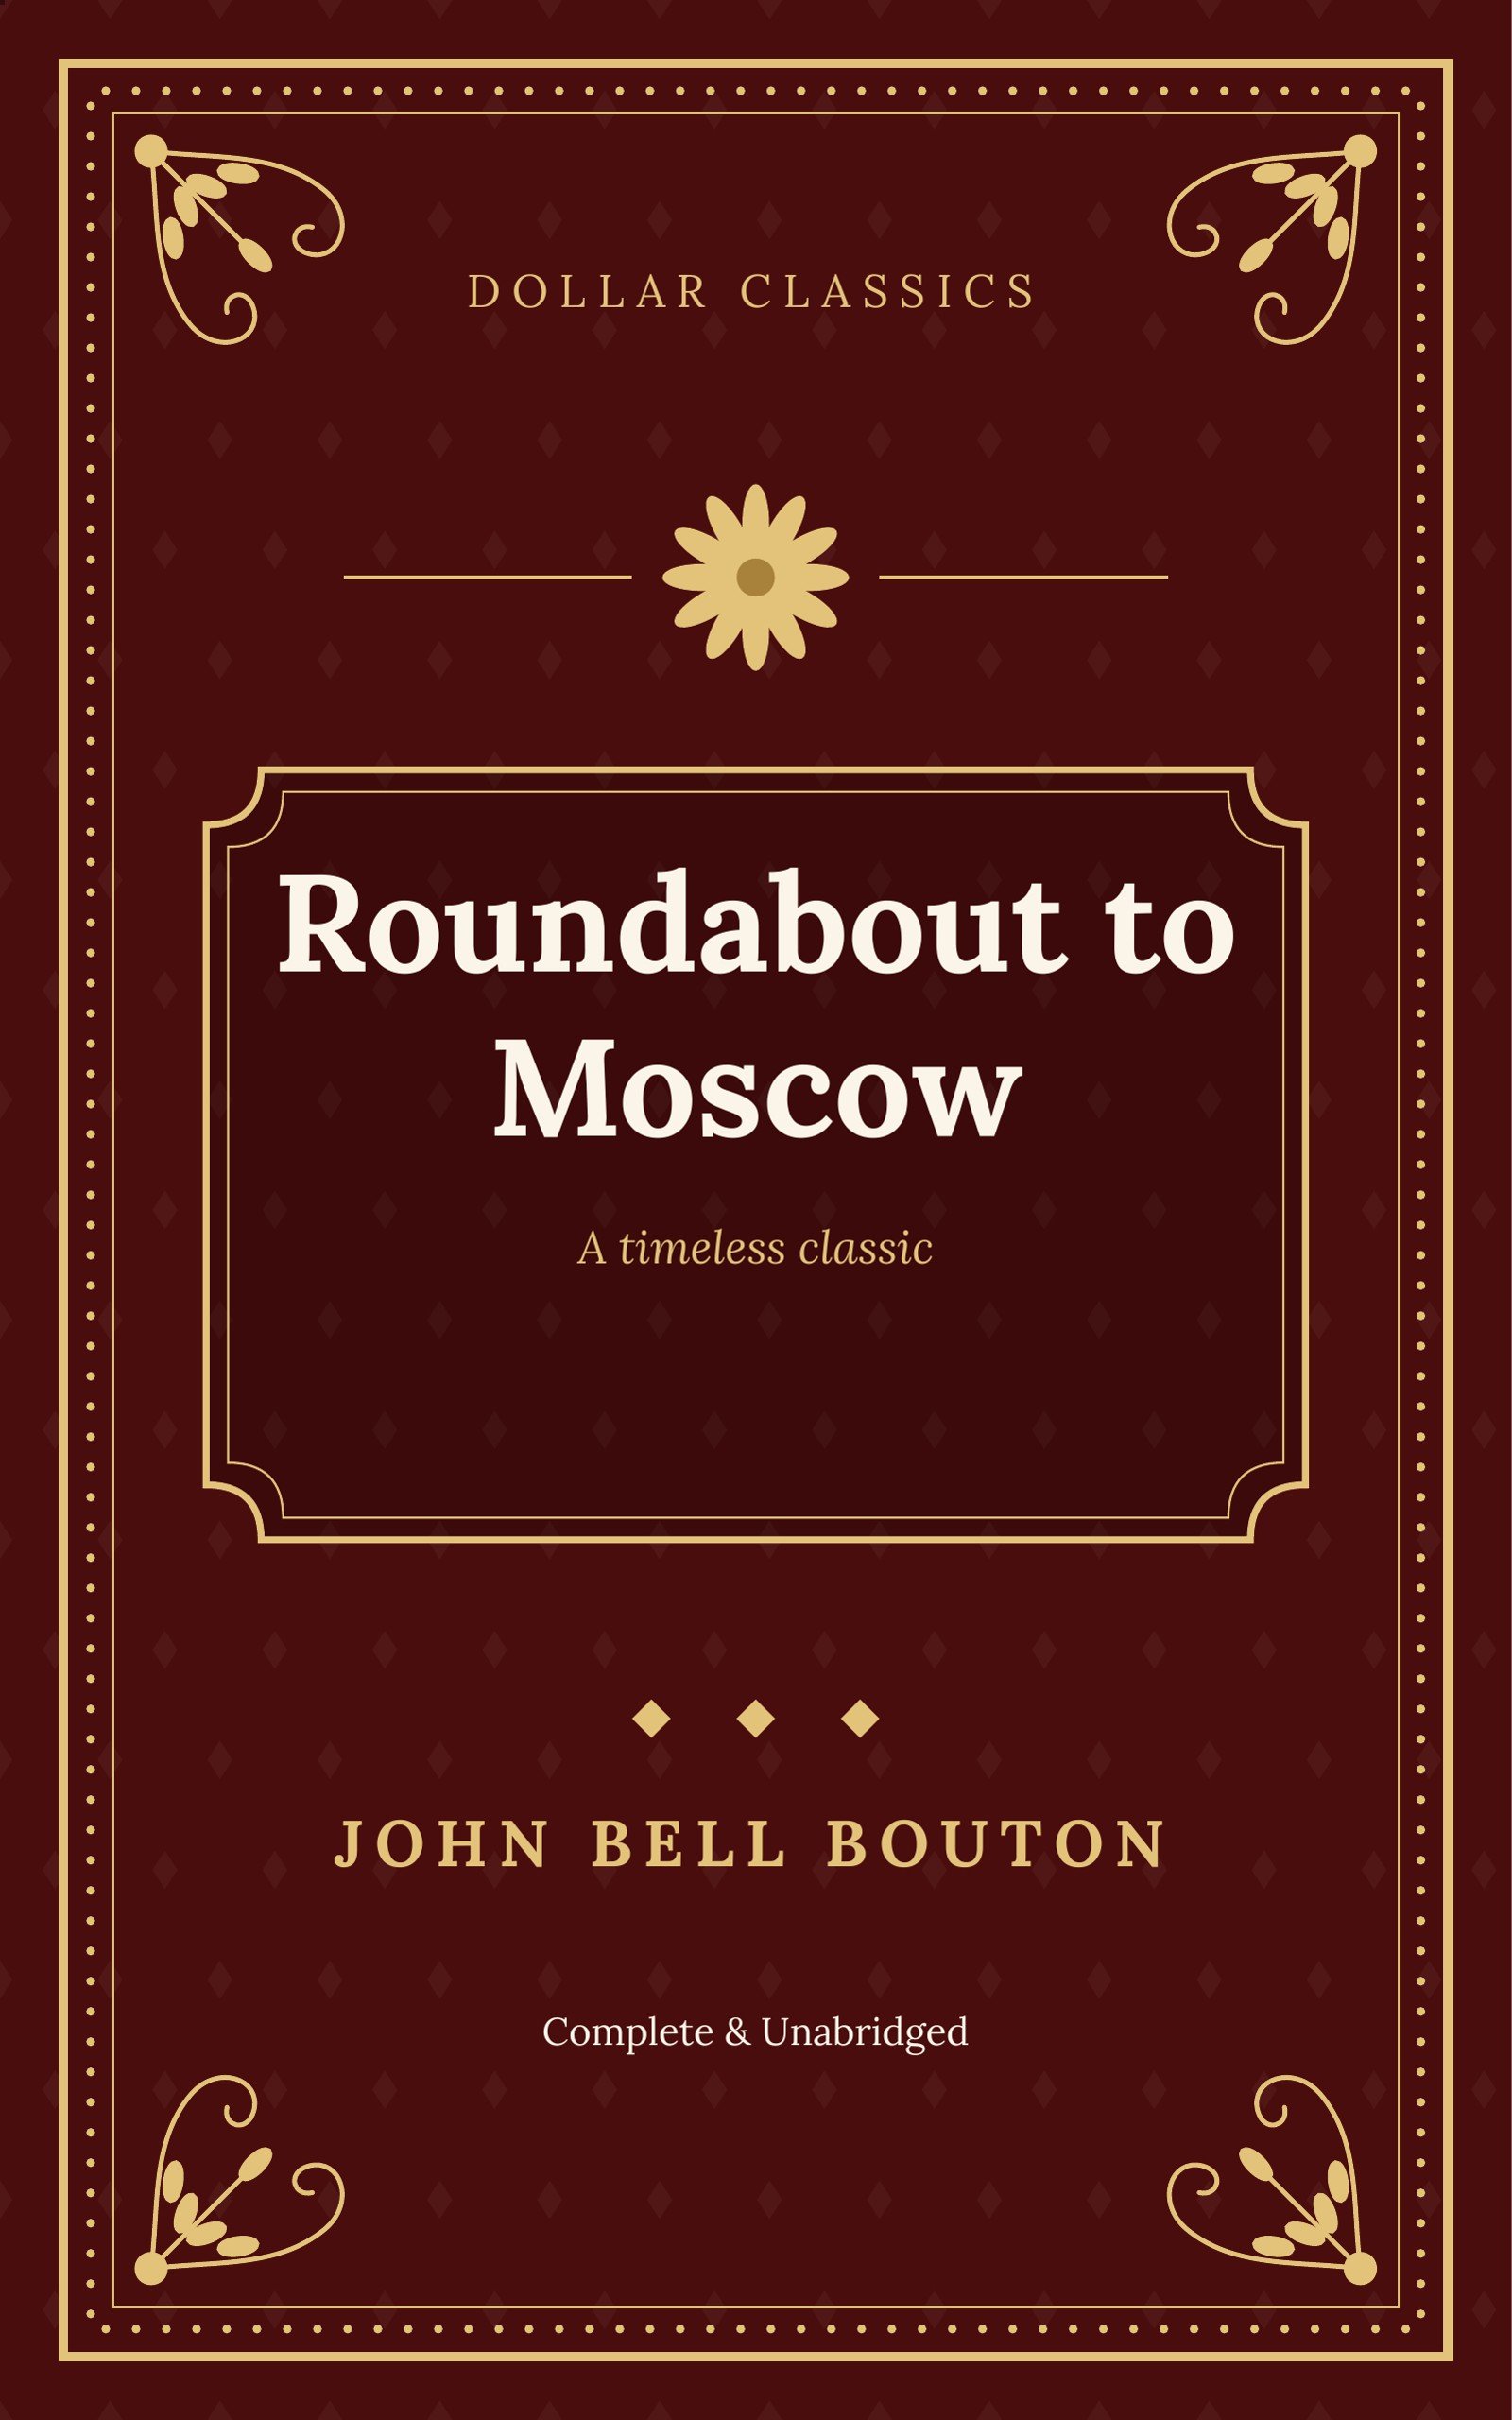 DOLLAR CLASSICS
Roundabout to
Moscow
A timeless classic
JOHN BELL BOUTON
Complete & Unabridged